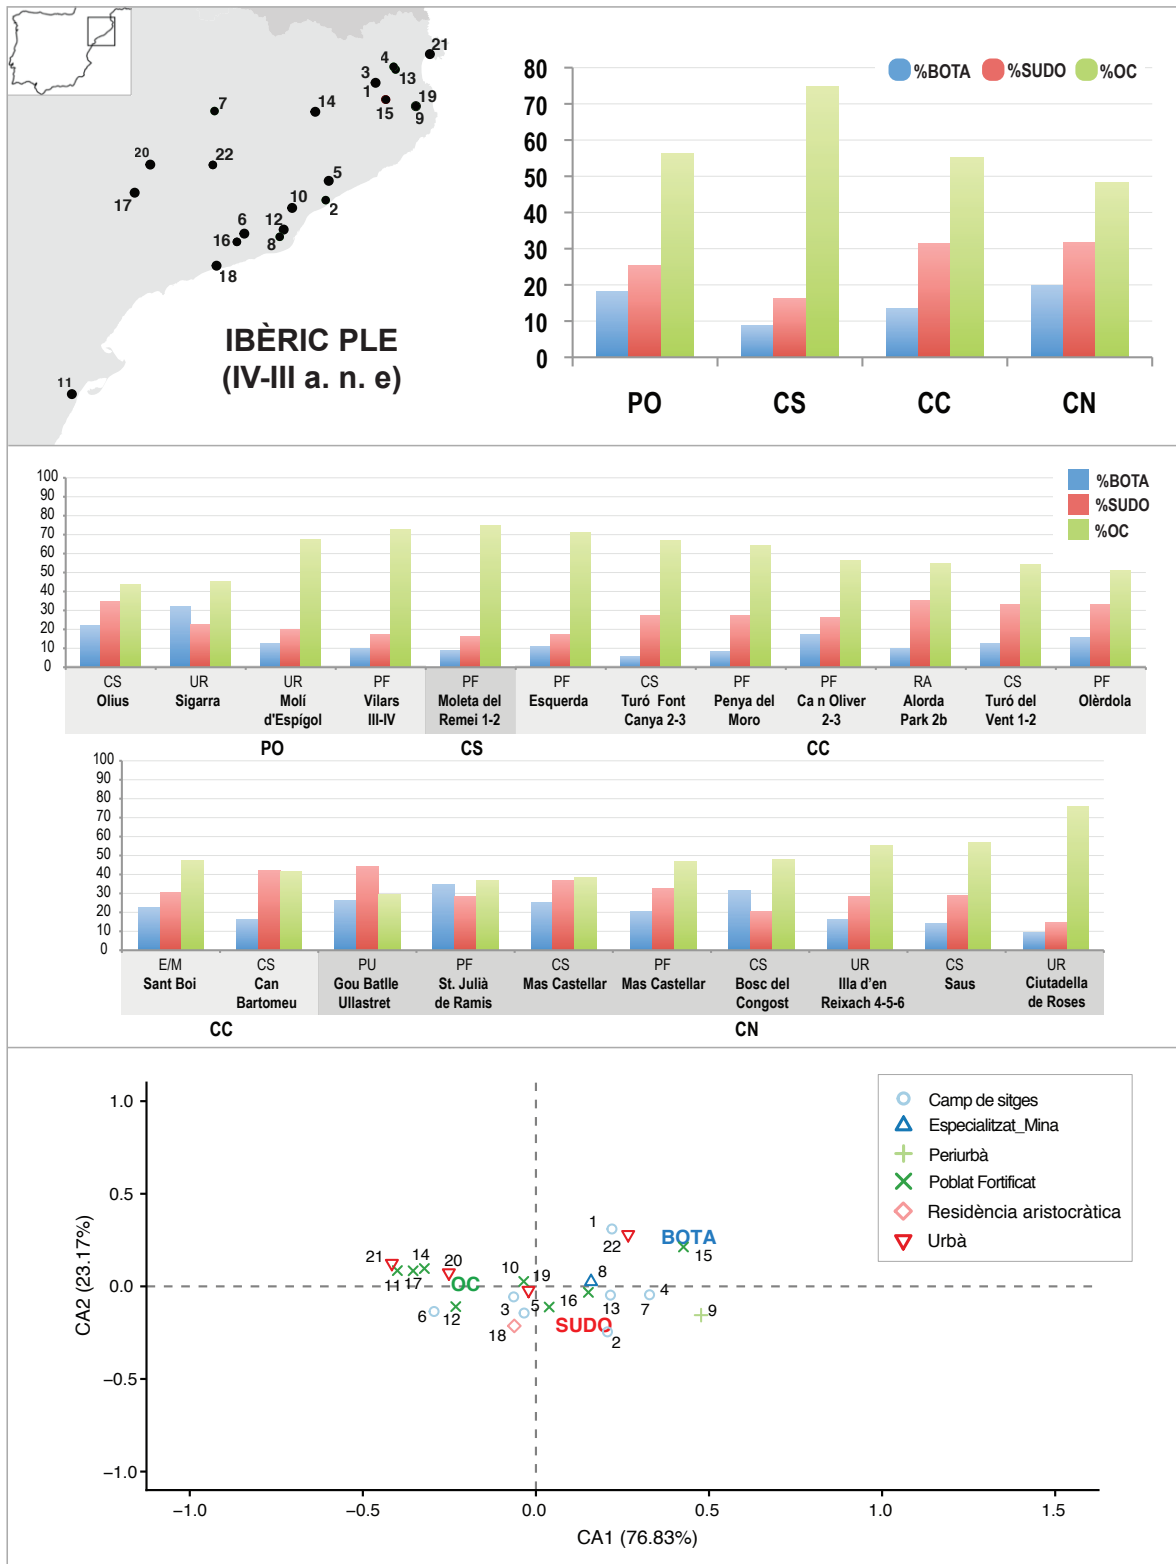 21
4
3
13
1
15
19
9
7
14
20
22
17
5
10
2
6
12
16
8
18
11
IBÈRIC PLE
(IV-III a. n. e)
%BOTA %SUDO %OC
80
70
60
50
40
30
20
10
0
PO CS CC CN
%BOTA
%SUDO
%OC
100
90
80
70
60
50
40
30
20
10
0
CS UR UR PF PF PF CS PF PF RA CS PF
Olius Sigarra Molí Vilars Moleta del Esquerda Turó Font Penya del Ca n Oliver Alorda Turó del Olèrdola
d'Espígol III-IV Remei 1-2 Canya 2-3 Moro 2-3 Park 2b Vent 1-2
PO CS CC
100
90
80
70
60
50
40
30
20
10
0
E/M CS PU PF CS PF CS UR CS UR
Sant Boi Can Gou Batlle St. Julià Mas Castellar Mas Castellar Bosc del Illa d'en Saus Ciutadella
Bartomeu Ullastret de Ramis Congost Reixach 4-5-6 de Roses
CC CN
Camp de sitges
Especialitzat_Mina
Periurbà
Poblat Fortificat
Residència aristocràtica
Urbà
CA2 (23.17%)
1.0
0.5
0.0
−0.5
−1.0
1
22
BOTA
15
21
14
20
10
19
8
11
17
OC
16
4
6
12
3
5
13
7
9
18
SUDO
2
−1.0 −0.5 0.0 0.5 1.0 1.5
CA1 (76.83%)